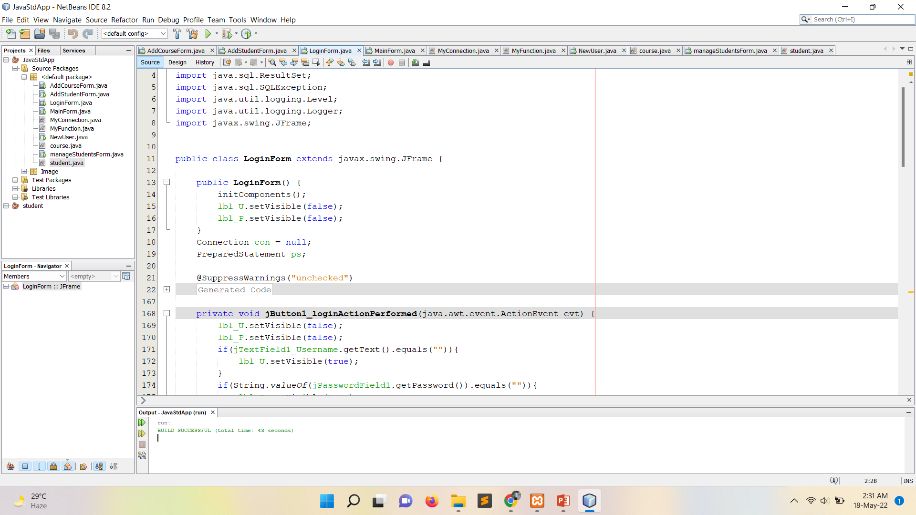 JavaStdApp - NetBeans IDE 8.2
File Edit View Navigate Source Refactor Run Debug Profile Team Tools Window Help
Search (Ctrl+I)
<default config>
Projects Files Services
AddCourseForm.java AddStudentForm.java LoginForm.java MainForm.java MyConnection.java MyFunction.java NewUser.java course.java manageStudentsForm.java student.java
Source Design History
JavaStdApp
Source Packages
<default package>
AddCourseForm.java
AddStudentForm.java
LoginForm.java
MainForm.java
MyConnection.java
MyFunction.java
NewUser.java
course.java
manageStudentsForm.java
student.java
Image
Test Packages
Libraries
Test Libraries
student
LoginForm - Navigator
Members <empty>
LoginForm :: JFrame
4 import java.sql.ResultSet;
5 import java.sql.SQLException;
6 import java.util.logging.Level;
7 import java.util.logging.Logger;
8 import javax.swing.JFrame;
9
10
11 public class LoginForm extends javax.swing.JFrame {
12
13 public LoginForm() {
14 initComponents();
15 lbl_U.setVisible(false);
16 lbl_P.setVisible(false);
17 }
18 Connection con = null;
19 PreparedStatement ps;
20
21 @SuppressWarnings("unchecked")
22 Generated Code
167
168 private void jButton1_loginActionPerformed(java.awt.event.ActionEvent evt) {
169 lbl_U.setVisible(false);
170 lbl_P.setVisible(false);
171 if(jTextField1_Username.getText().equals("")){
172 lbl_U.setVisible(true);
173 }
174 if(String.valueOf(jPasswordField1.getPassword()).equals("")){
Output - JavaStdApp (run)
run:
BUILD SUCCESSFUL (total time: 43 seconds)
2:28 INS
29°C
Haze
2:31 AM
18-May-22
1